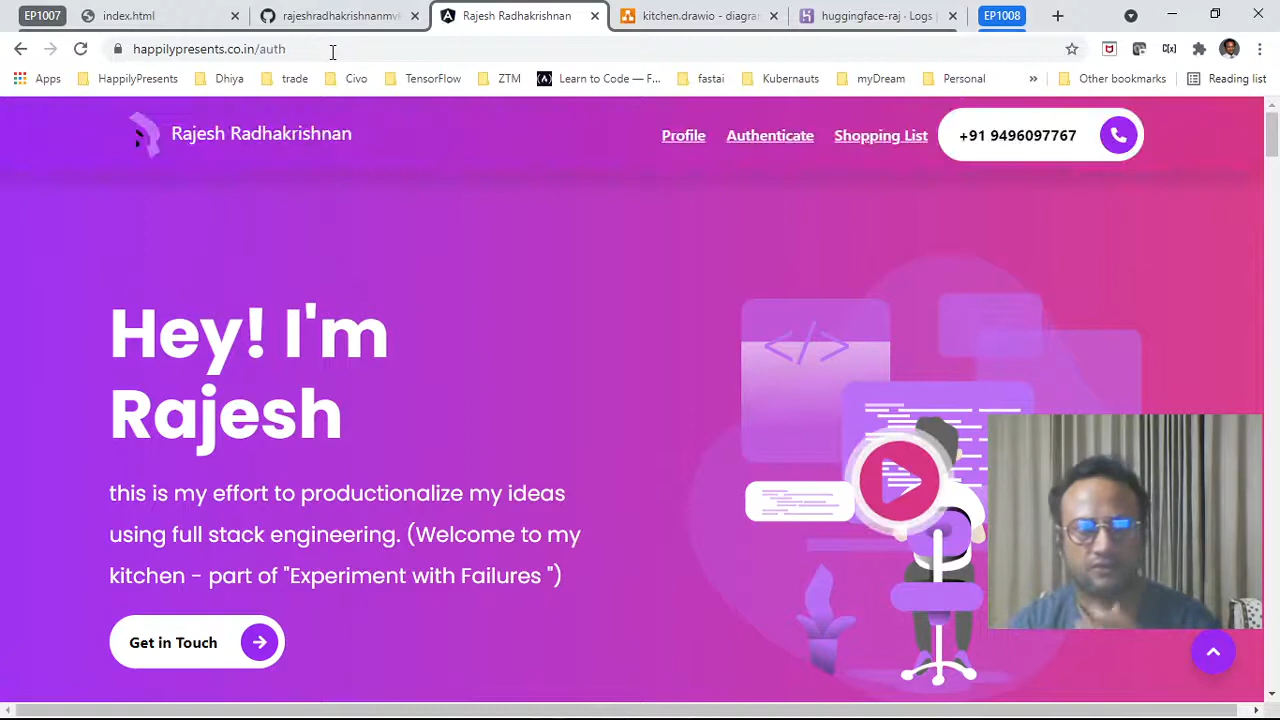 EP1007
index.html
Rajesh Radhakrishnan
kitchen.drawio - diagra
huggingface-raj · Logs |
EP1008
happilypresents.co.in/auth
Apps
HappilyPresents
Dhiya
trade
Civo
TensorFlow
ZTM
Learn to Code — F...
fastai
Kubernauts
myDream
Personal
»
Other bookmarks
Reading list
Rajesh Radhakrishnan
Profile
Authenticate
Shopping List
+91 9496097767
Hey! I'm
Rajesh
this is my effort to productionalize my ideas
using full stack engineering. (Welcome to my
kitchen - part of "Experiment with Failures ")
Get in Touch